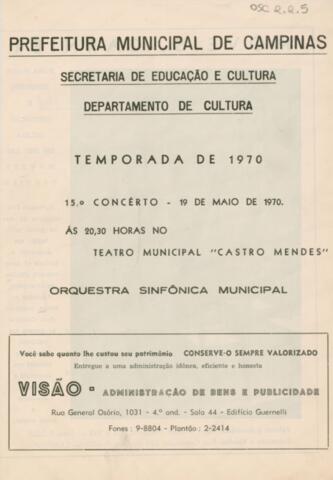 OSC 2.2.5
PREFEITURA MUNICIPAL DE CAMPINAS
SECRETARIA DE EDUCAÇÃO E CULTURA
DEPARTAMENTO DE CULTURA
TEMPORADA DE 1970
15.º CONCÊRTO - 19 DE MAIO DE 1970.
ÁS 20,30 HORAS NO
TEATRO MUNICIPAL "CASTRO MENDES"
ORQUESTRA SINFÔNICA MUNICIPAL
Você sabe quanto lhe custou seu patrimônio CONSERVE-O SEMPRE VALORIZADO
Entregue a uma administração idônea, eficiente e honesta
VISÃO - ADMINISTRAÇÃO DE BENS E PUBLICIDADE
Rua General Osório, 1031 - 4.º and. - Sala 44 - Edifício Guernelli
Fones: 9-8804 - Plantão: 2-2414